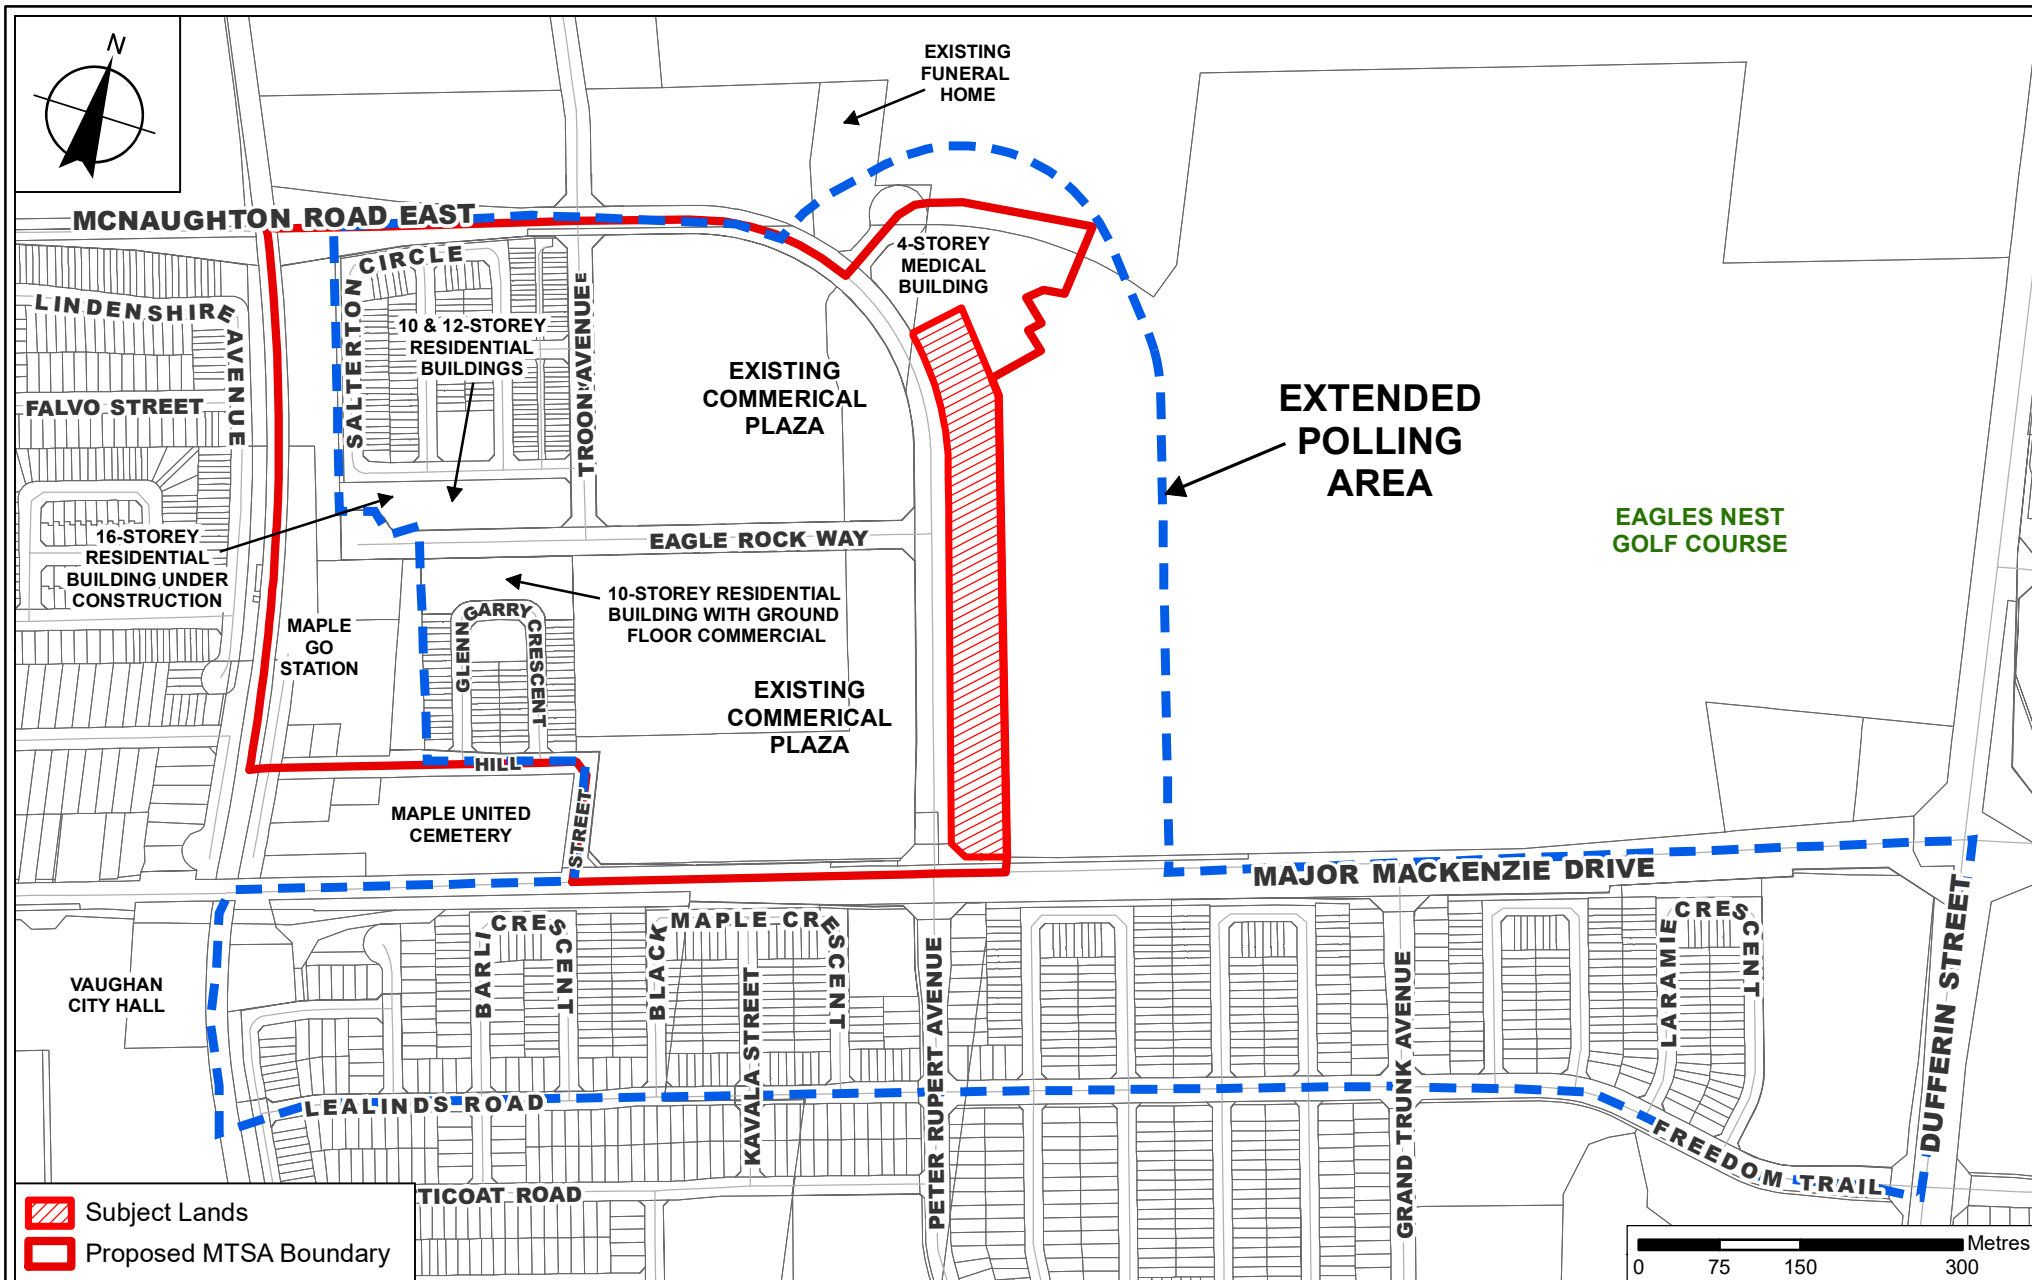 N
EXISTING
FUNERAL
HOME
MCNAUGHTON ROAD EAST
4-STOREY
MEDICAL
BUILDING
SALTERTON CIRCLE
LINDENSHIRE AVENUE
10 & 12-STOREY
RESIDENTIAL
BUILDINGS
TROON AVENUE
EXISTING
COMMERICAL
PLAZA
FALVO STREET
EXTENDED
POLLING
AREA
EAGLES NEST
GOLF COURSE
16-STOREY
RESIDENTIAL
BUILDING UNDER
CONSTRUCTION
EAGLE ROCK WAY
10-STOREY RESIDENTIAL
BUILDING WITH GROUND
FLOOR COMMERCIAL
GLENNGARRY CRESCENT
MAPLE
GO
STATION
EXISTING
COMMERICAL
PLAZA
HILL STREET
MAPLE UNITED
CEMETERY
MAJOR MACKENZIE DRIVE
VAUGHAN
CITY HALL
BARLI CRESCENT
BLACK MAPLE CRESCENT
KAVALA STREET
PETER RUPERT AVENUE
GRAND TRUNK AVENUE
LARAMIE CRESCENT
DUFFERIN STREET
LEALINDS ROAD
FREEDOM TRAIL
TICOAT ROAD
Subject Lands
Proposed MTSA Boundary
Metres
0 75 150 300